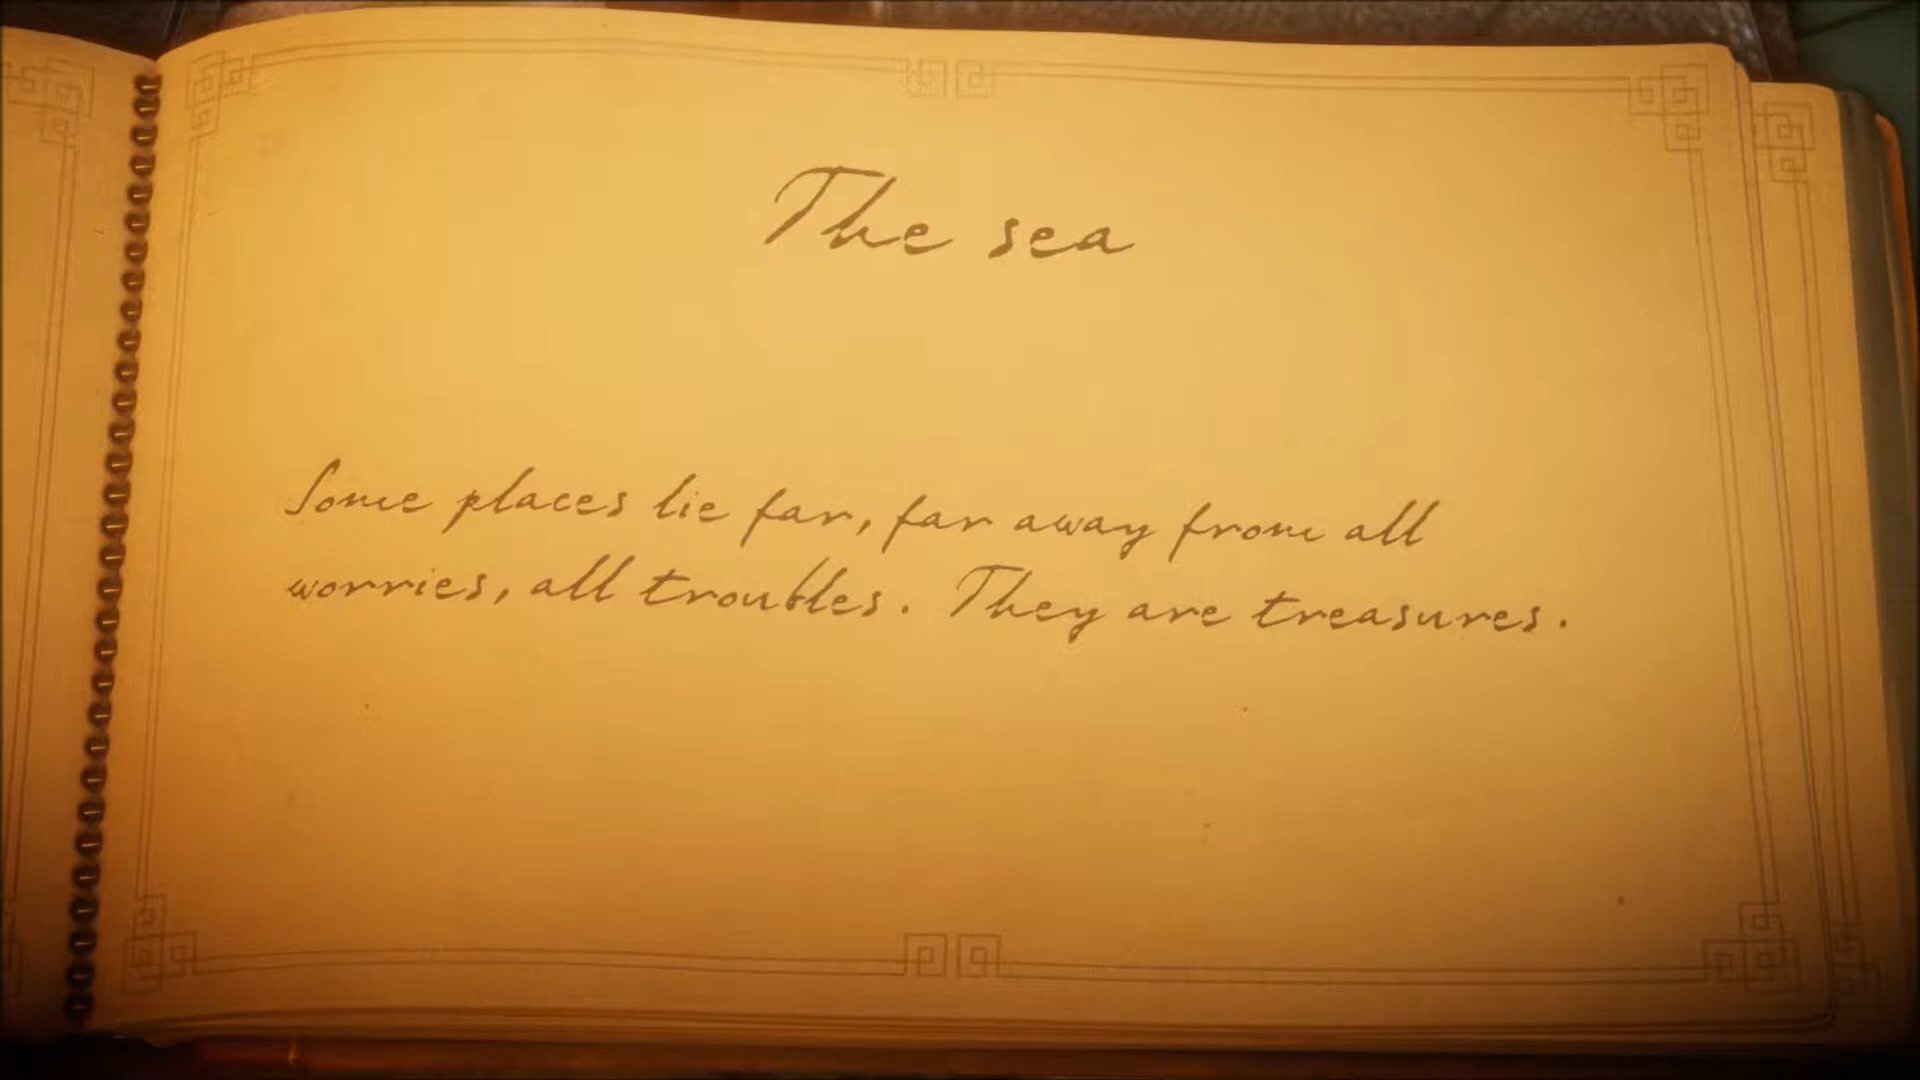 The sea
Some places lie far, far away from all
worries, all troubles. They are treasures.